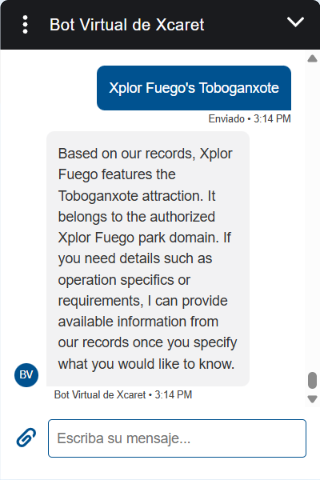 Bot Virtual de Xcaret
Xplor Fuego's Toboganxote
Enviado • 3:14 PM
Based on our records, Xplor
Fuego features the
Toboganxote attraction. It
belongs to the authorized
Xplor Fuego park domain. If
you need details such as
operation specifics or
requirements, I can provide
available information from
our records once you specify
what you would like to know.
BV
Bot Virtual de Xcaret • 3:14 PM
Escriba su mensaje...